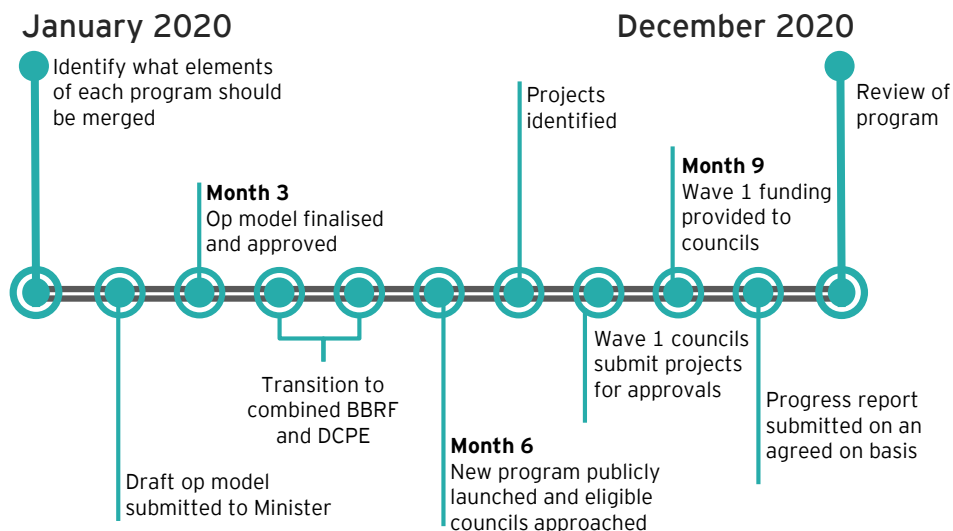 January 2020
December 2020
Identify what elements
of each program should
be merged
Projects
identified
Review of
program
Month 3
Op model finalised
and approved
Month 9
Wave 1 funding
provided to
councils
Transition to
combined BBRF
and DCPE
Wave 1 councils
submit projects
for approvals
Draft op model
submitted to Minister
Month 6
New program publicly
launched and eligible
councils approached
Progress report
submitted on an
agreed on basis